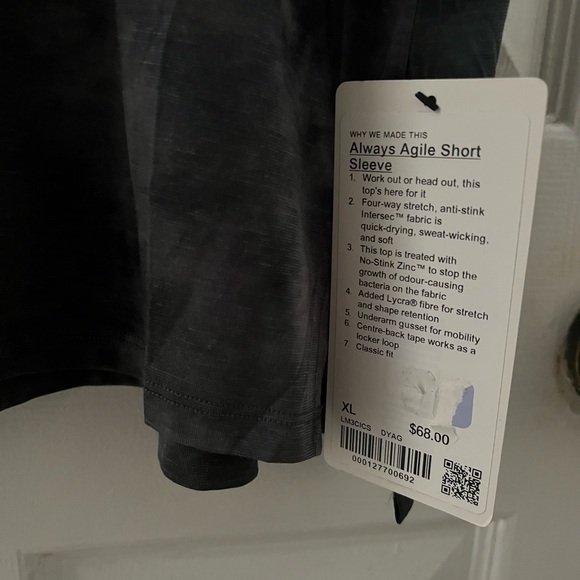 WHY WE MADE THIS
Always Agile Short
Sleeve
1. Work out or head out, this
top's here for it
2. Four-way stretch, anti-stink
Intersec™ fabric is
quick-drying, sweat-wicking,
and soft
3. This top is treated with
No-Stink Zinc™ to stop the
growth of odour-causing
bacteria on the fabric
4. Added Lycra® fibre for stretch
and shape retention
5. Underarm gusset for mobility
6. Centre-back tape works as a
locker loop
7. Classic fit
XL
$68.00
LM3CICS DYAG
000127700692